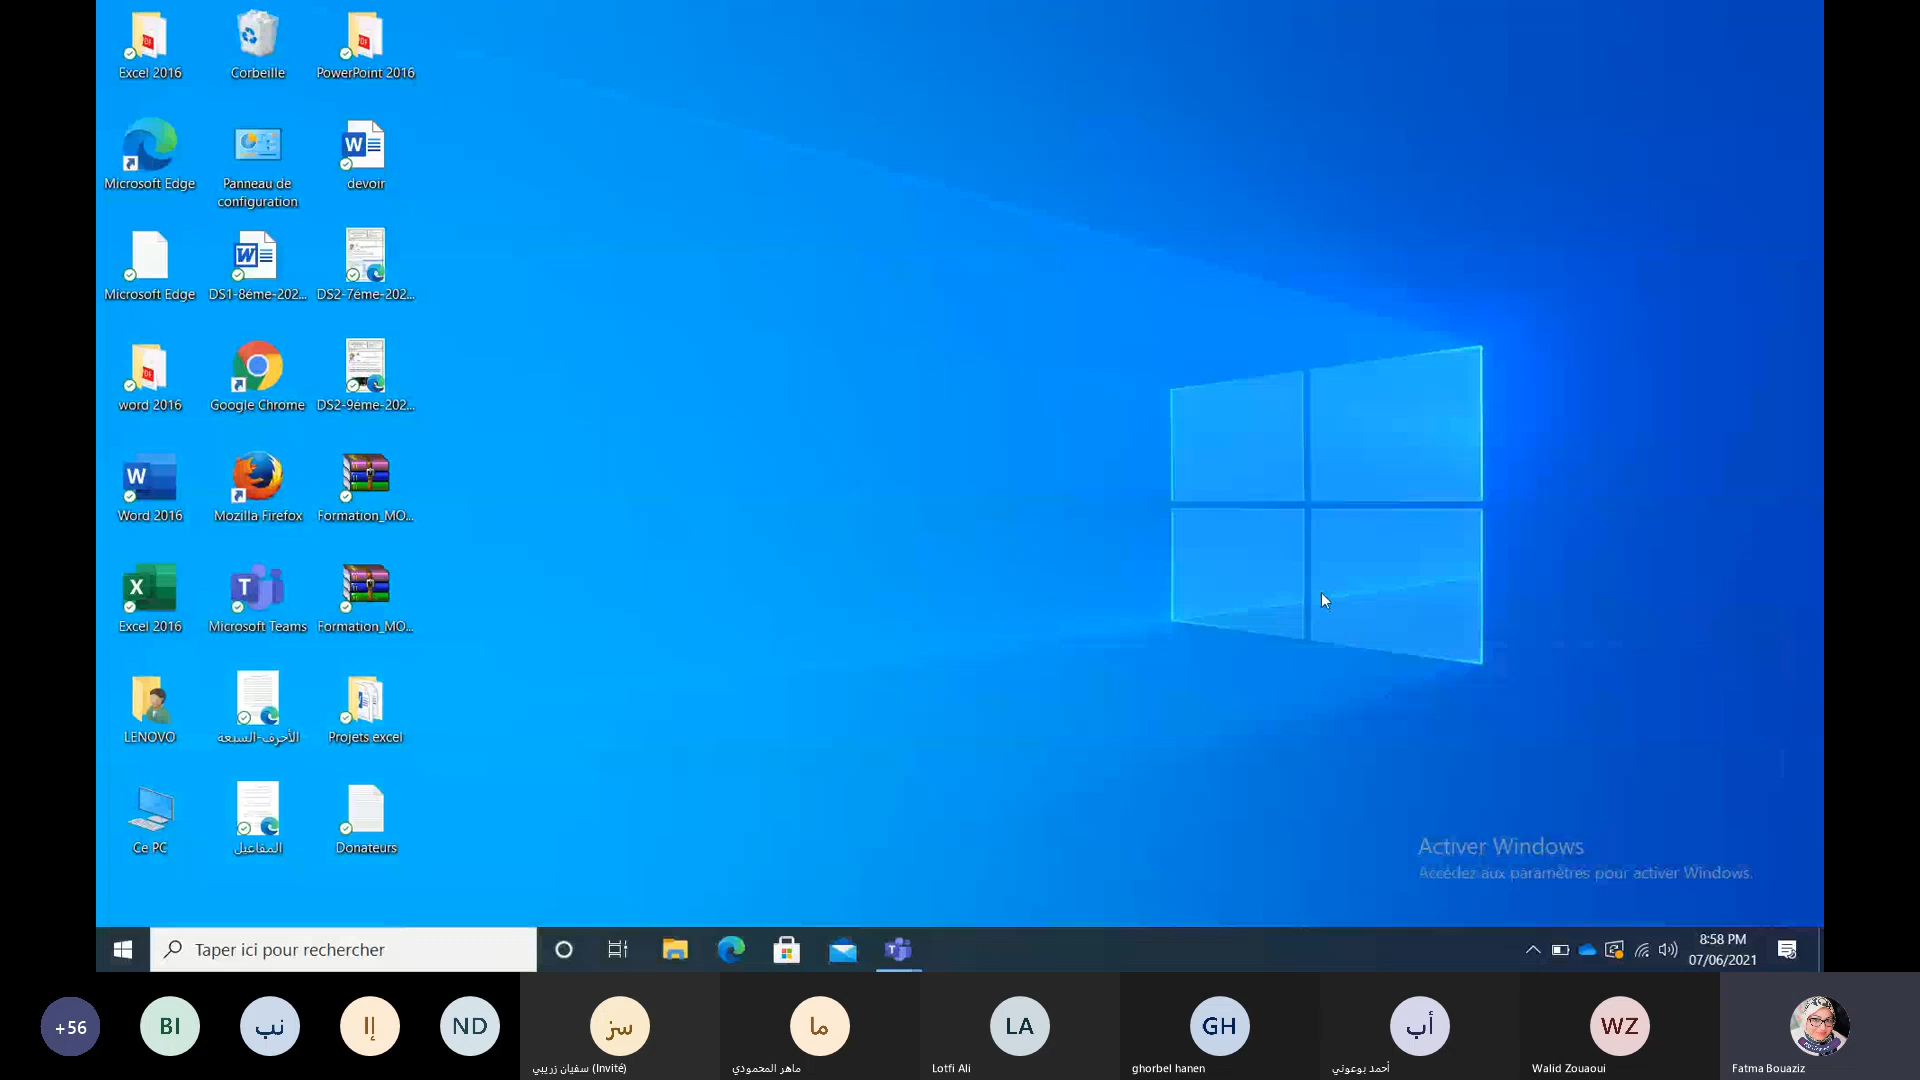 Excel 2016
Corbeille
PowerPoint 2016
Microsoft Edge
Panneau de
configuration
devoir
Microsoft Edge
DS1-8éme-202...
DS2-7éme-202...
word 2016
Google Chrome
DS2-9éme-202...
Word 2016
Mozilla Firefox
Formation_MO...
Excel 2016
Microsoft Teams
Formation_MO...
LENOVO
الأحرف-السبعة
Projets excel
Ce PC
المفاعيل
Donateurs
Activer Windows
Accédez aux paramètres pour activer Windows.
Taper ici pour rechercher
8:58 PM
07/06/2021
+56
BI
نب
إا
ND
سز
ما
LA
GH
أب
WZ
سفيان زريبي (Invité)
ماهر المحمودي
Lotfi Ali
ghorbel hanen
أحمد بوعوني
Walid Zouaoui
Fatma Bouaziz